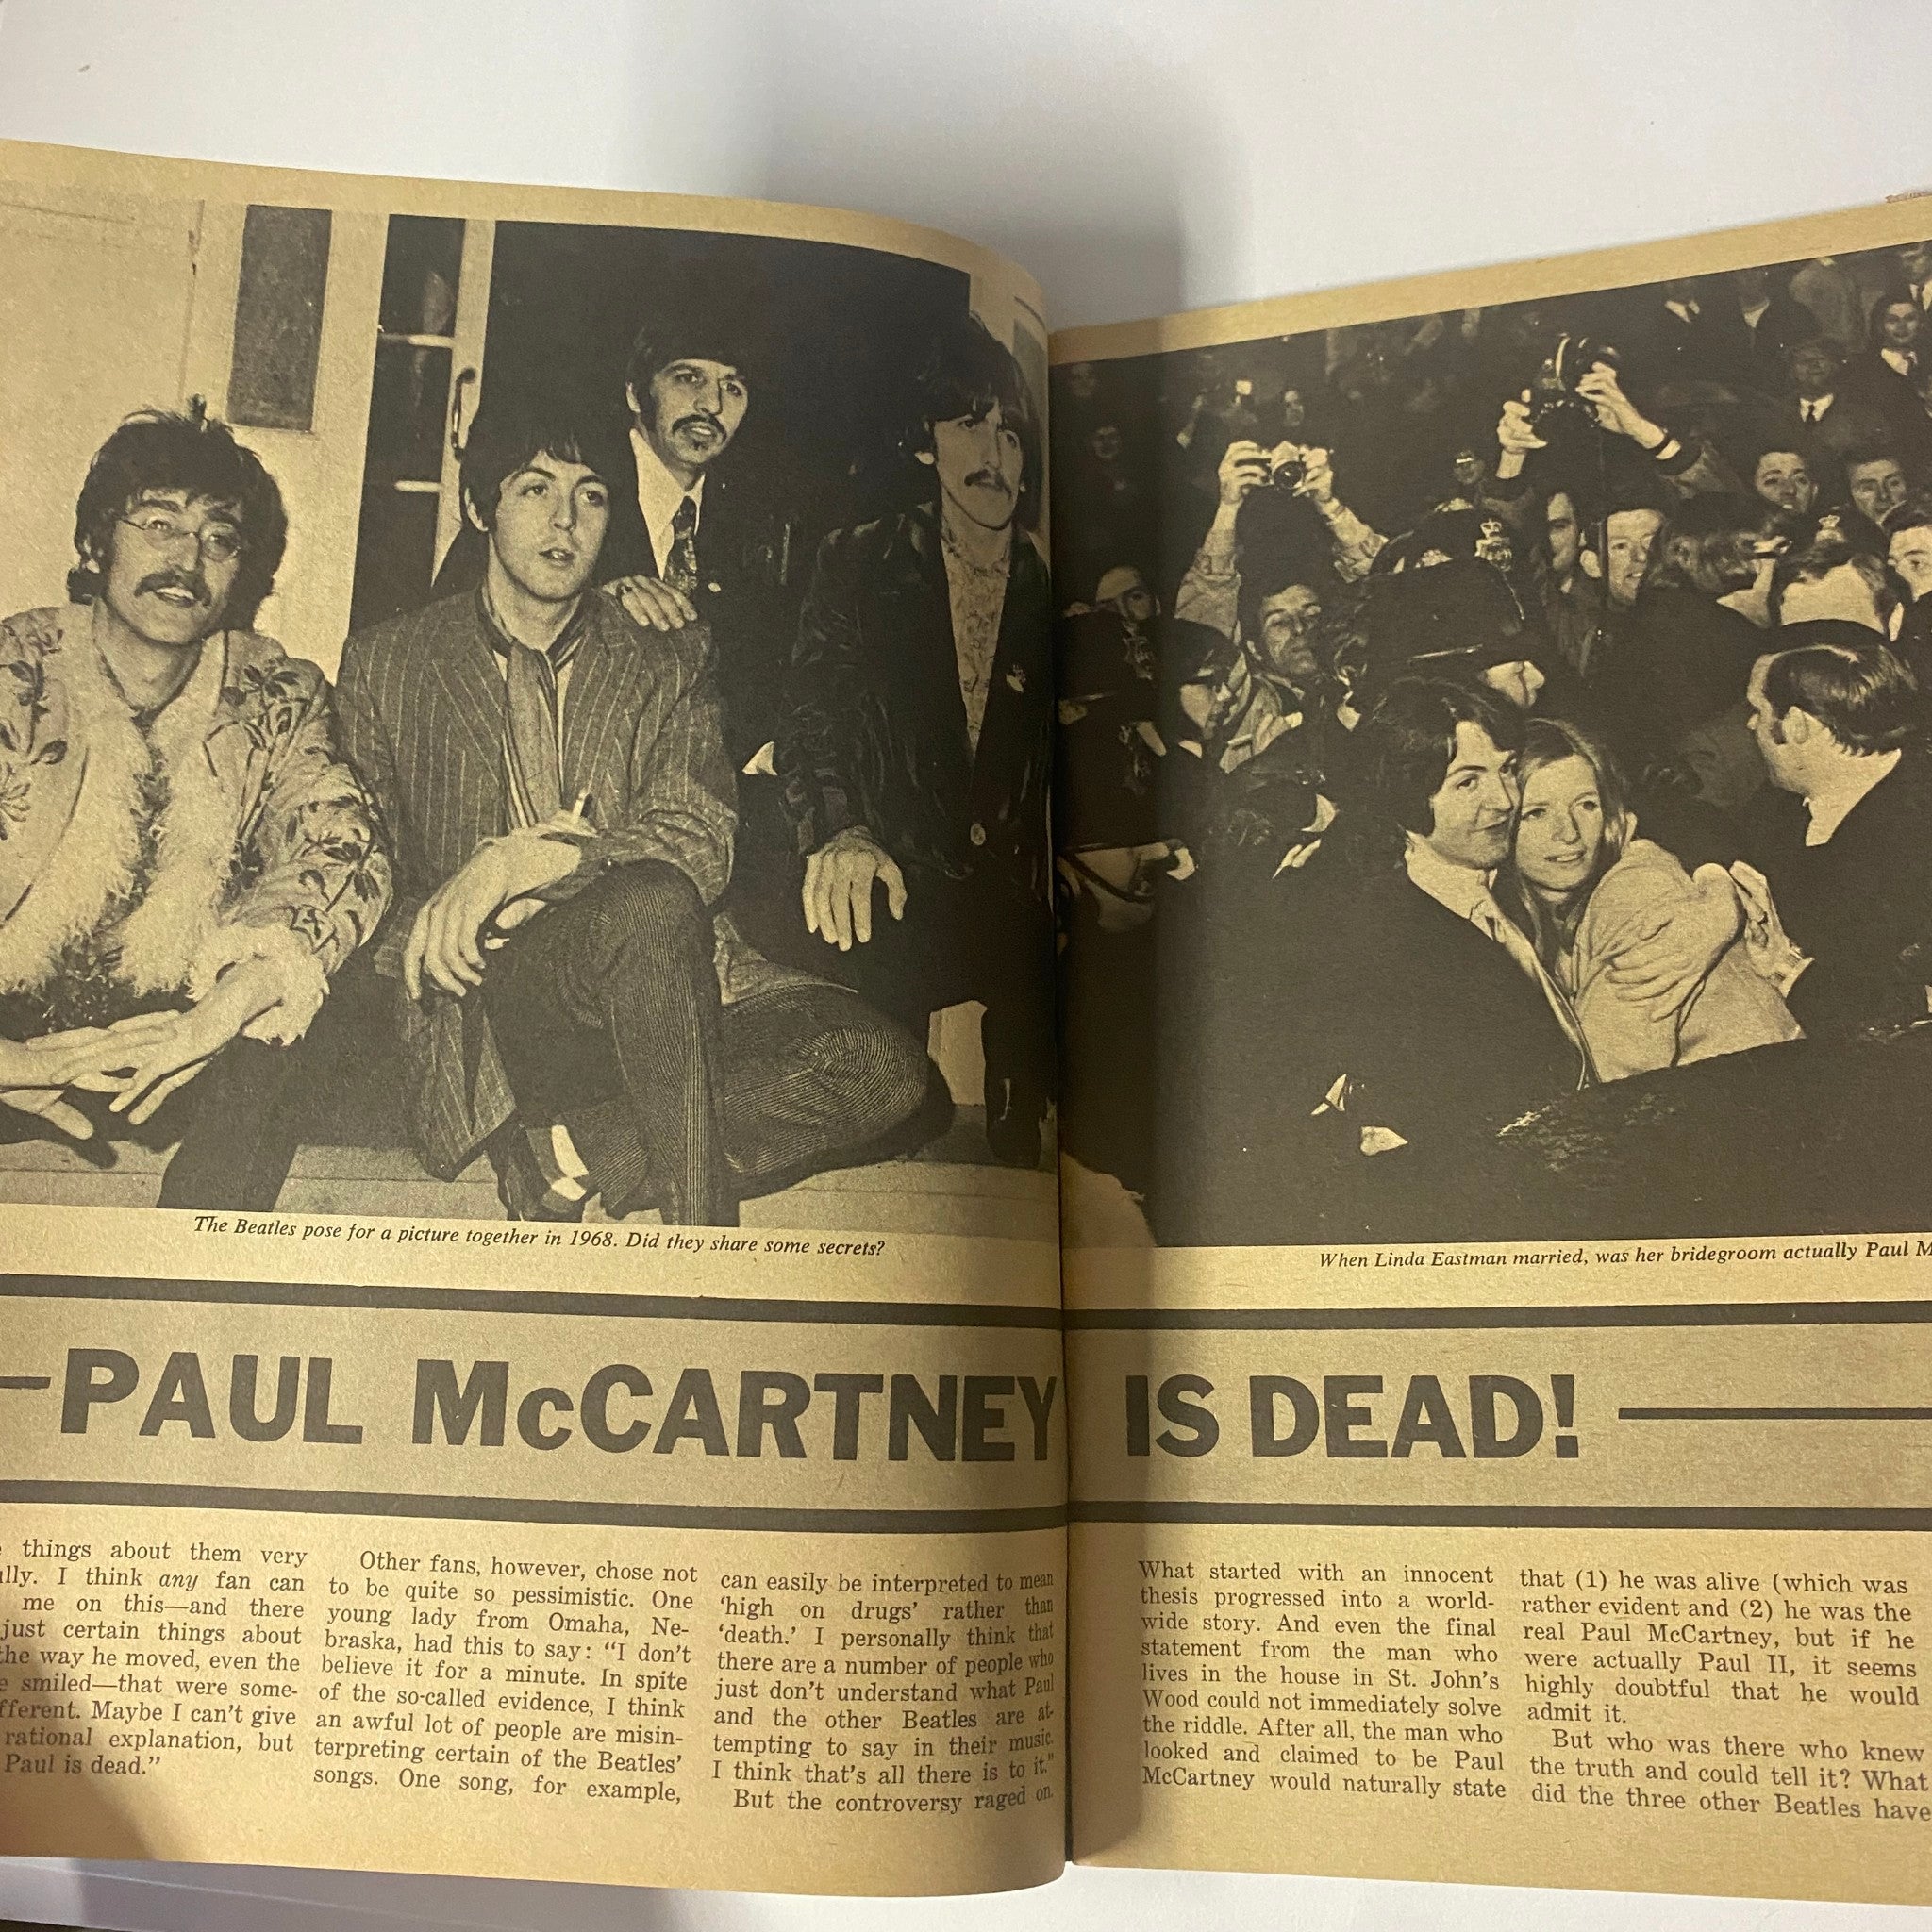 The Beatles pose for a picture together in 1968. Did they share some secrets?
When Linda Eastman married, was her bridegroom actually Paul M
PAUL McCARTNEY IS DEAD!
things about them very
lly. I think any fan can
me on this—and there
just certain things about
the way he moved, even the
smiled—that were some-
fferent. Maybe I can't give
rational explanation, but
Paul is dead.”
Other fans, however, chose not
to be quite so pessimistic. One
young lady from Omaha, Ne-
braska, had this to say: “I don't
believe it for a minute. In spite
of the so-called evidence, I think
an awful lot of people are misin-
terpreting certain of the Beatles'
songs. One song, for example,
can easily be interpreted to mean
‘high on drugs’ rather than
‘death.’ I personally think that
there are a number of people who
just don't understand what Paul
and the other Beatles are at-
tempting to say in their music.
I think that's all there is to it.”
But the controversy raged on.
What started with an innocent
thesis progressed into a world-
wide story. And even the final
statement from the man who
lives in the house in St. John's
Wood could not immediately solve
the riddle. After all, the man who
looked and claimed to be Paul
McCartney would naturally state
that (1) he was alive (which was
rather evident and (2) he was the
real Paul McCartney, but if he
were actually Paul II, it seems
highly doubtful that he would
admit it.
But who was there who knew
the truth and could tell it? What
did the three other Beatles have